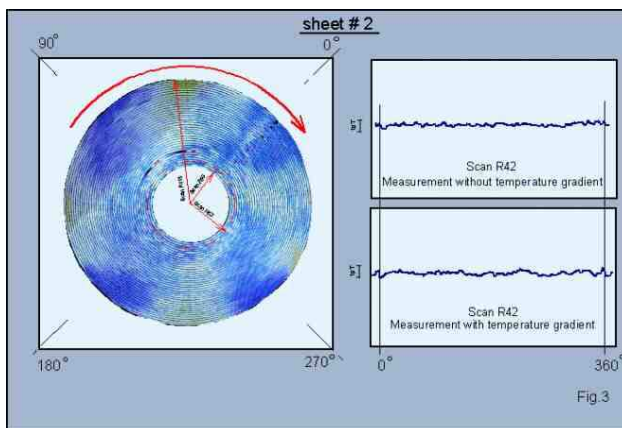 sheet # 2
90°
0°
180°
270°
Scan R42
Measurement without temperature gradient
Scan R42
Measurement with temperature gradient
0°
360°
Fig.3